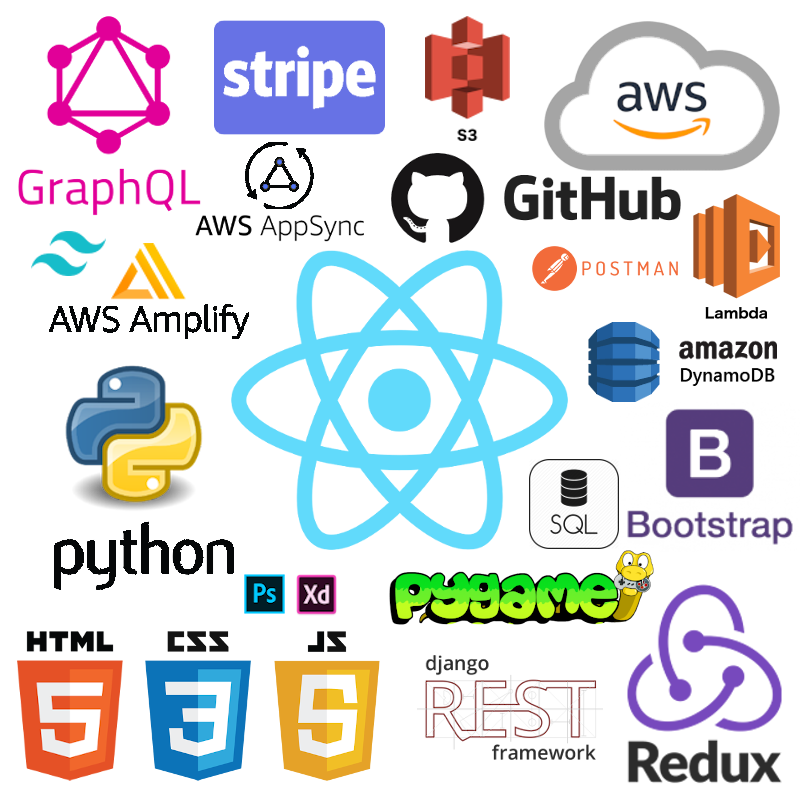 GraphQL
stripe
S3
aws
AWS AppSync
GitHub
POSTMAN
Lambda
AWS Amplify
amazon
DynamoDB
B
SQL
Bootstrap
python
Ps
Xd
pygame
HTML
5
CSS
3
JS
5
django
REST
framework
Redux